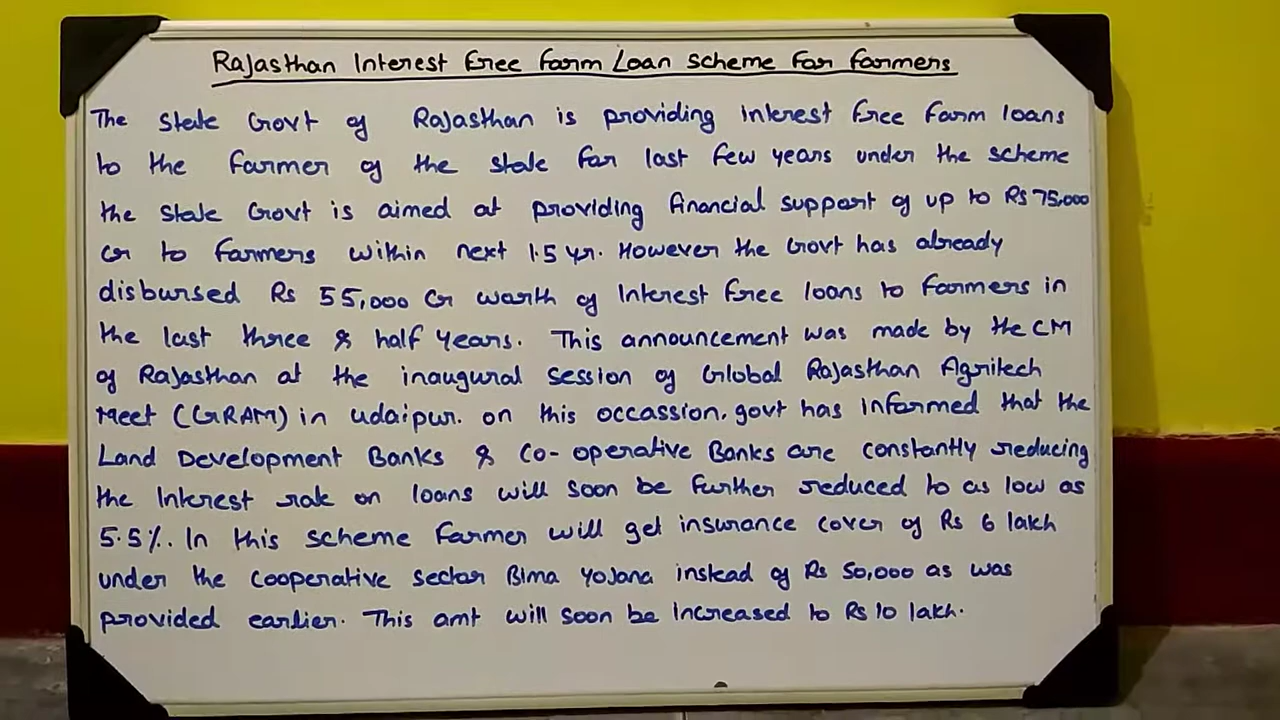 Rajasthan Interest Free Farm Loan Scheme For Farmers
The State Govt of Rajasthan is providing Interest Free Farm loans
to the Farmer of the state For last Few years under the scheme
the State Govt is aimed at providing Financial support of up to Rs 75,000
Cr to Farmers within next 1.5 yr. However the Govt has already
disbursed Rs 55,000 Cr worth of Interest Free loans to Farmers in
the last three & half years. This announcement was made by the CM
of Rajasthan at the inaugural session of Global Rajasthan Agritech
Meet (GRAM) in Udaipur. on this occassion. govt has Informed that the
Land Development Banks & Co-operative Banks are constantly reducing
the Interest rate on loans will soon be Further reduced to as low as
5.5%. In this scheme Farmer will get insurance cover of Rs 6 lakh
under the cooperative sector Bima Yojana instead of Rs 50,000 as was
provided earlier. This amt will soon be Increased to Rs 10 lakh.